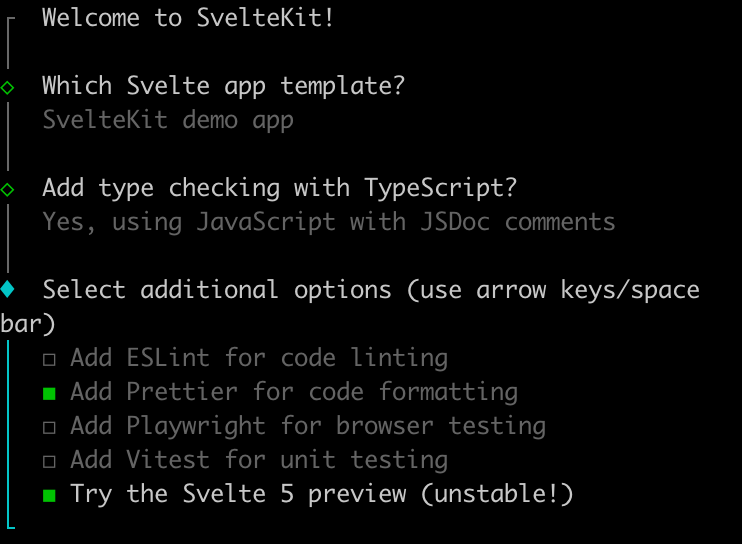 Welcome to SvelteKit!
Which Svelte app template?
SvelteKit demo app
Add type checking with TypeScript?
Yes, using JavaScript with JSDoc comments
Select additional options (use arrow keys/space
bar)
Add ESLint for code linting
Add Prettier for code formatting
Add Playwright for browser testing
Add Vitest for unit testing
Try the Svelte 5 preview (unstable!)